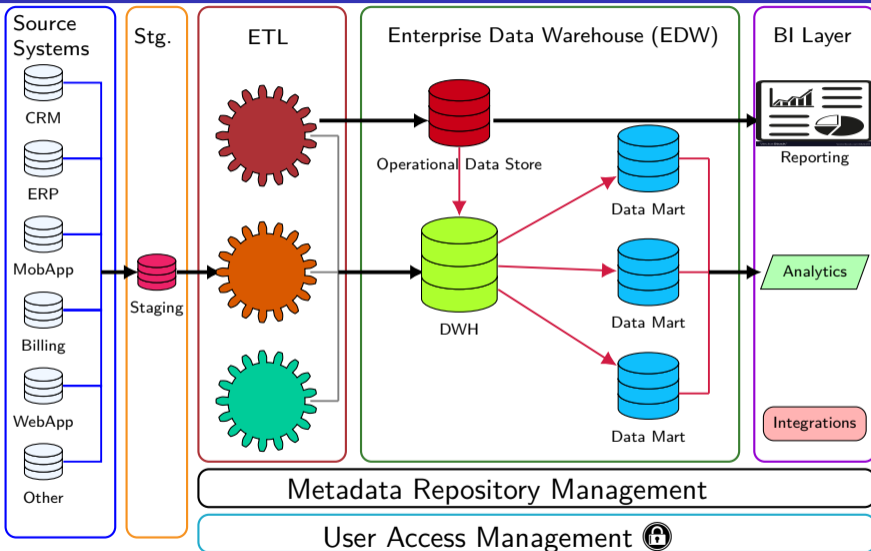 Source
Systems
CRM
ERP
MobApp
Billing
WebApp
Other
Stg.
Staging
ETL
Enterprise Data Warehouse (EDW)
Operational Data Store
DWH
Data Mart
Data Mart
Data Mart
BI Layer
Reporting
Analytics
Integrations
Metadata Repository Management
User Access Management